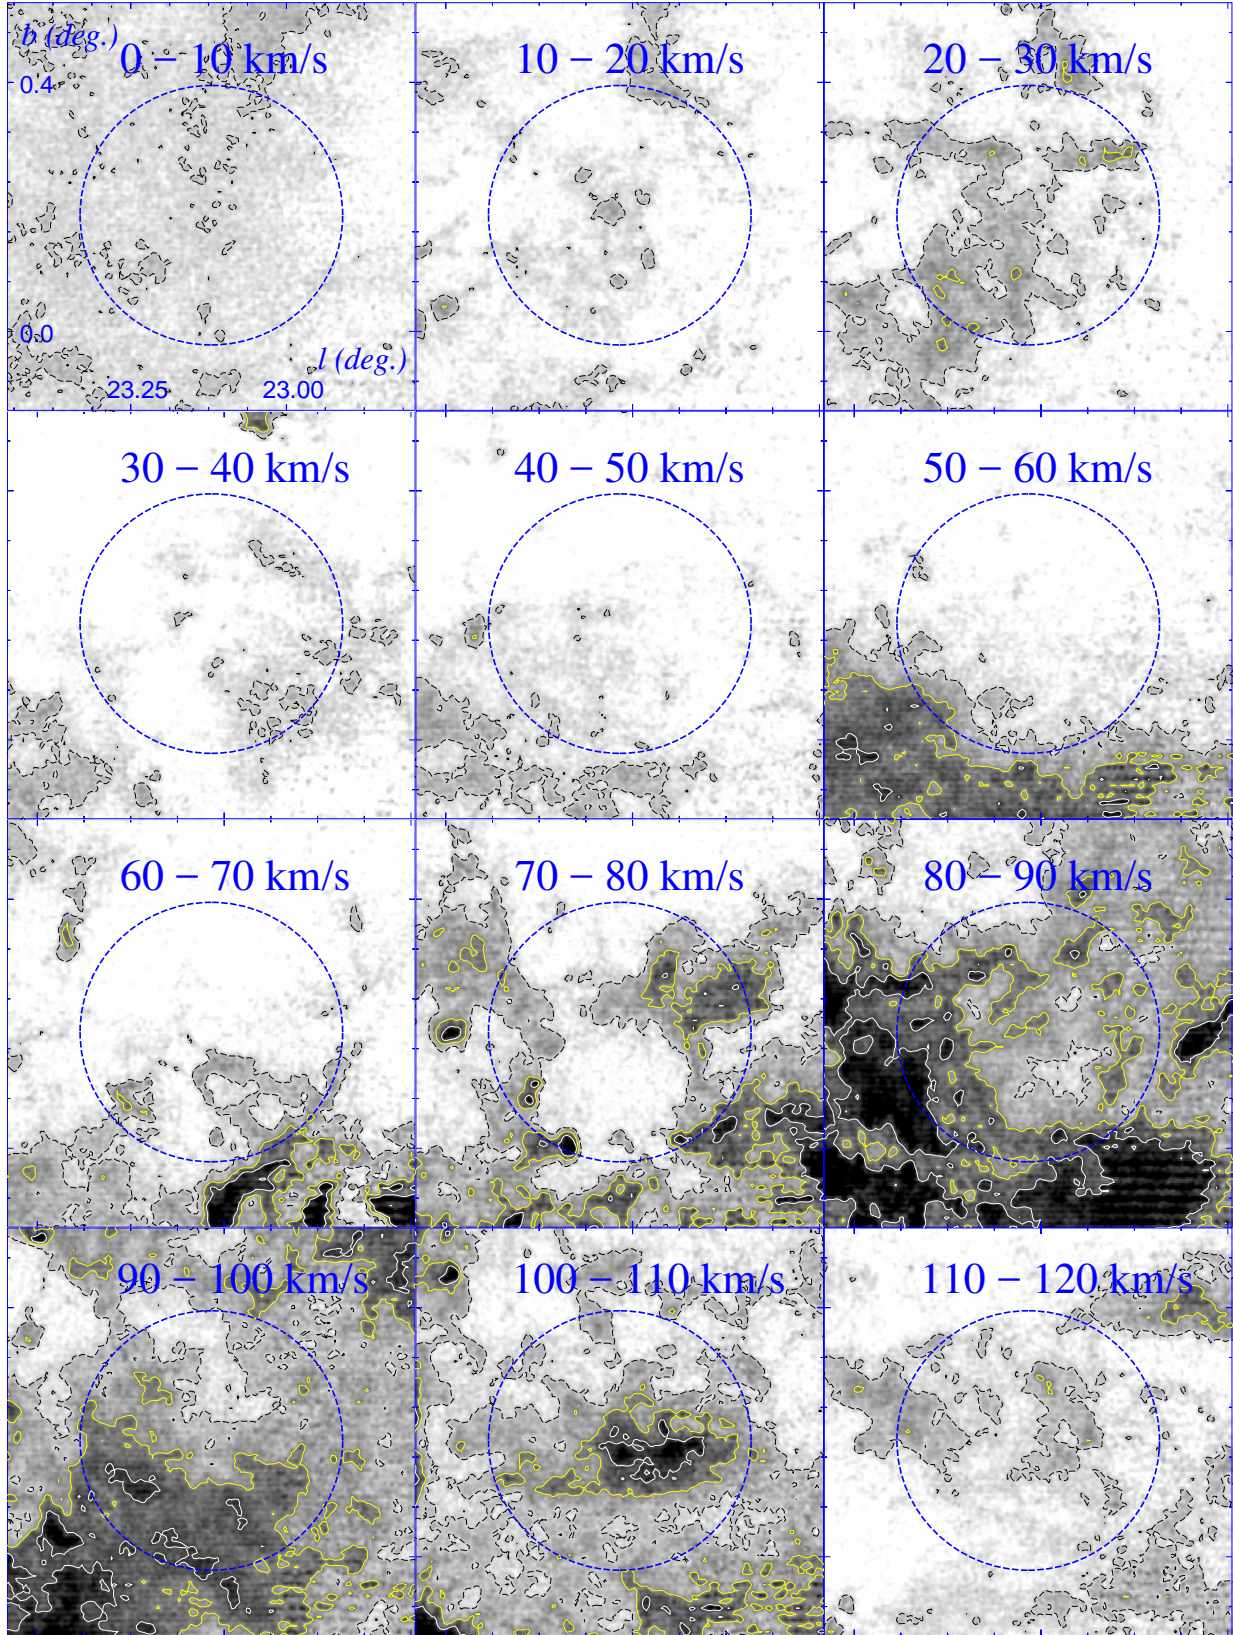 b (deg.)
0 − 10 km/s
10 − 20 km/s
20 − 30 km/s
0.4
0.0
l (deg.)
23.25
23.00
30 − 40 km/s
40 − 50 km/s
50 − 60 km/s
60 − 70 km/s
70 − 80 km/s
80 − 90 km/s
90 − 100 km/s
100 − 110 km/s
110 − 120 km/s